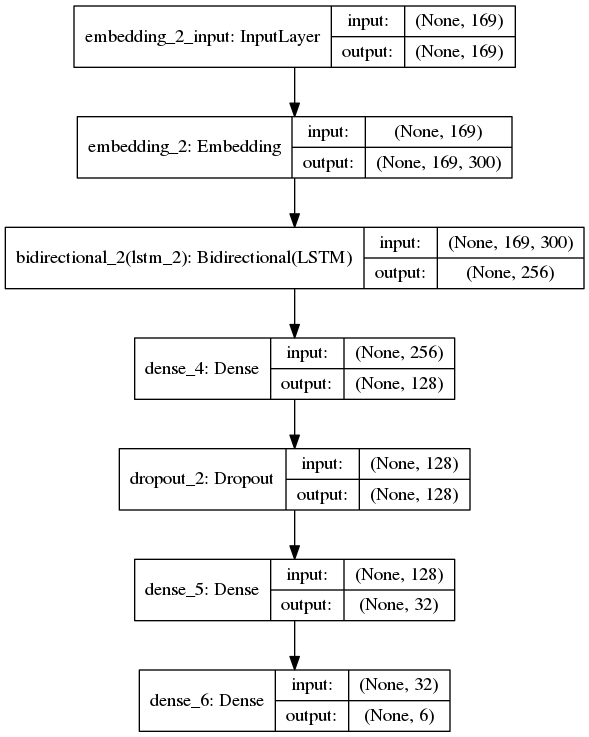 embedding_2_input: InputLayer
input: (None, 169)
output: (None, 169)
embedding_2: Embedding
input: (None, 169)
output: (None, 169, 300)
bidirectional_2(lstm_2): Bidirectional(LSTM)
input: (None, 169, 300)
output: (None, 256)
dense_4: Dense
input: (None, 256)
output: (None, 128)
dropout_2: Dropout
input: (None, 128)
output: (None, 128)
dense_5: Dense
input: (None, 128)
output: (None, 32)
dense_6: Dense
input: (None, 32)
output: (None, 6)